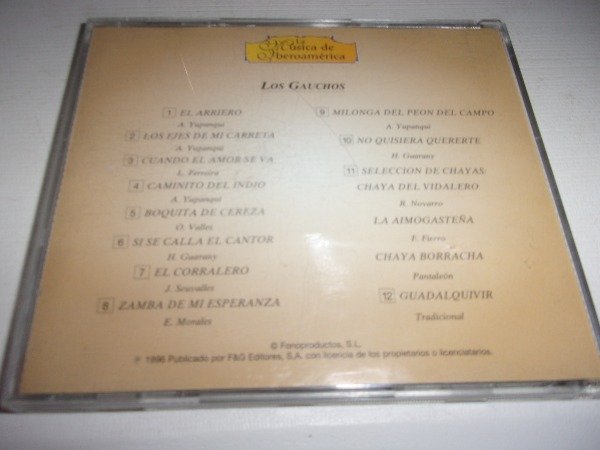 La
Música de
Iberoamérica
LOS GAUCHOS
1 EL ARRIERO
A. Yupanqui
2 LOS EJES DE MI CARRETA
A. Yupanqui
3 CUANDO EL AMOR SE VA
L. Ferreira
4 CAMINITO DEL INDIO
A. Yupanqui
5 BOQUITA DE CEREZA
O. Valles
6 SI SE CALLA EL CANTOR
H. Guarany
7 EL CORRALERO
J. Seuvalles
8 ZAMBA DE MI ESPERANZA
E. Morales
9 MILONGA DEL PEON DEL CAMPO
A. Yupanqui
10 NO QUISIERA QUERERTE
H. Guarany
11 SELECCION DE CHAYAS:
CHAYA DEL VIDALERO
R. Navarro
LA AIMOGASTEÑA
F. Fierro
CHAYA BORRACHA
Pantaleón
12 GUADALQUIVIR
Tradicional
© Fonoproductos, S.L.
℗ 1996 Publicado por F&G Editores, S.A. con licencia de los propietarios o licenciatarios.